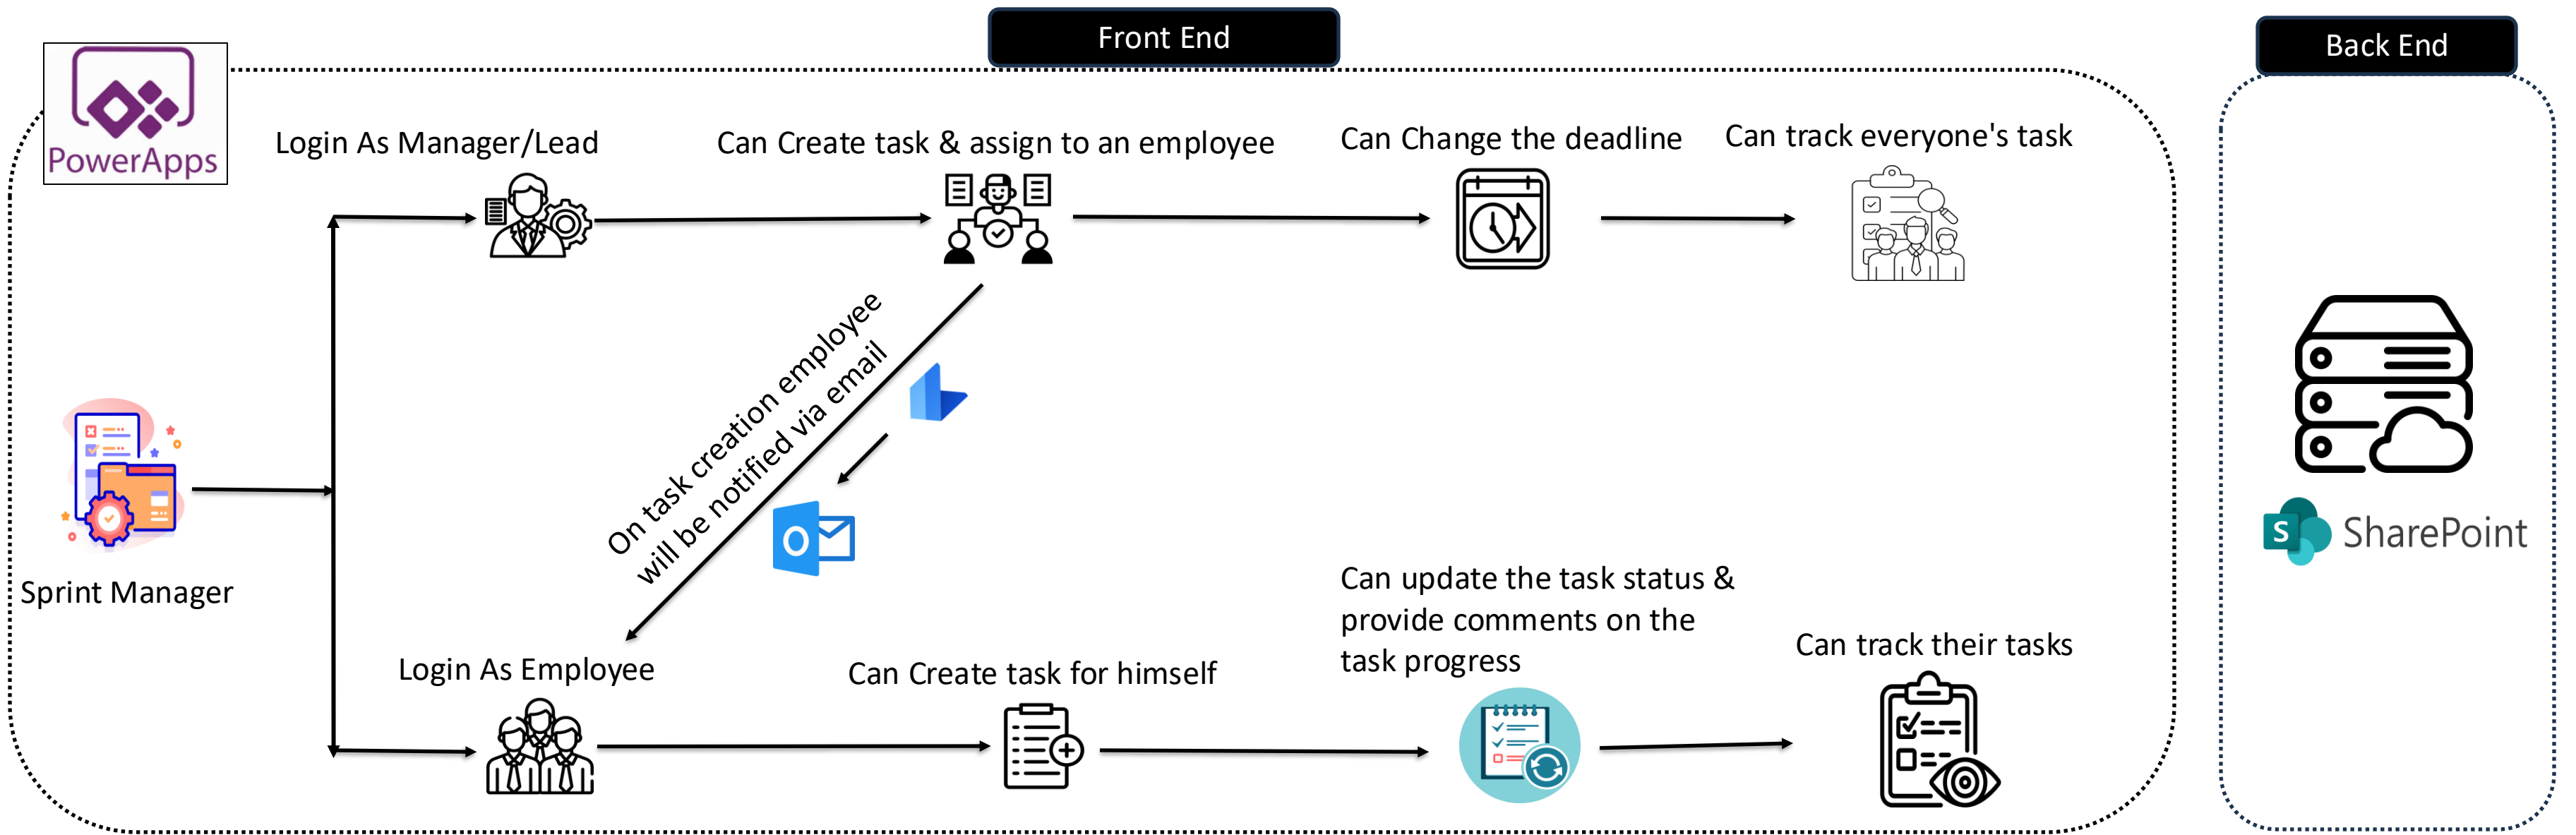 Front End
Back End
PowerApps
Login As Manager/Lead
Can Create task & assign to an employee
Can Change the deadline
Can track everyone's task
On task creation employee
will be notified via email
O
Sprint Manager
S SharePoint
Login As Employee
Can Create task for himself
Can update the task status &
provide comments on the
task progress
Can track their tasks